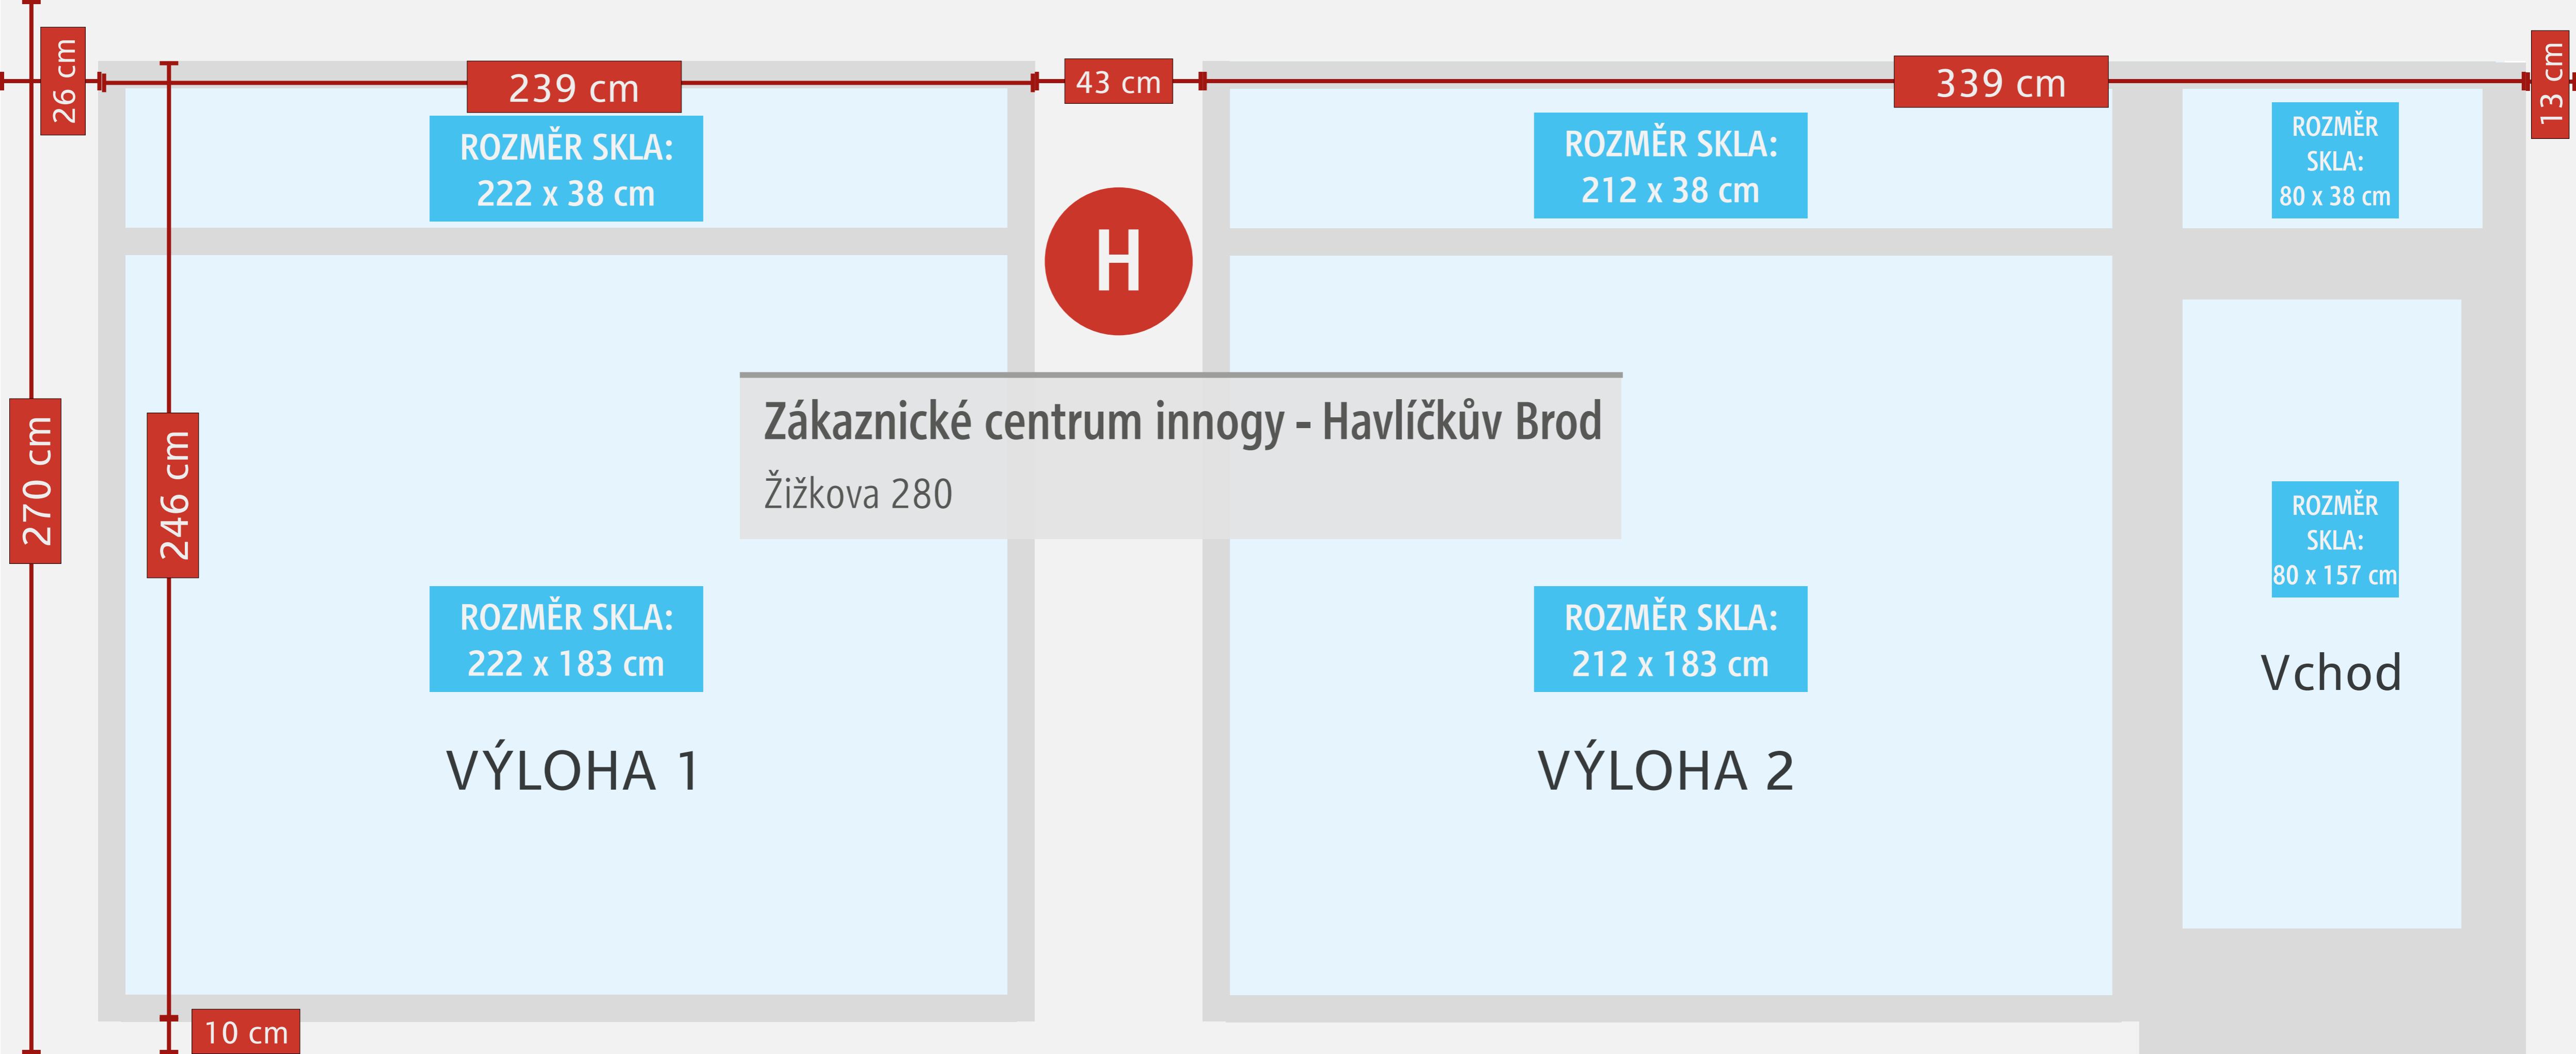 26 cm
239 cm
43 cm
339 cm
13 cm
ROZMĚR SKLA:
222 x 38 cm
ROZMĚR SKLA:
212 x 38 cm
ROZMĚR
SKLA:
80 x 38 cm
H
270 cm
246 cm
Zákaznické centrum innogy - Havlíčkův Brod
Žižkova 280
ROZMĚR SKLA:
222 x 183 cm
ROZMĚR SKLA:
212 x 183 cm
ROZMĚR
SKLA:
80 x 157 cm
VÝLOHA 1
VÝLOHA 2
Vchod
10 cm